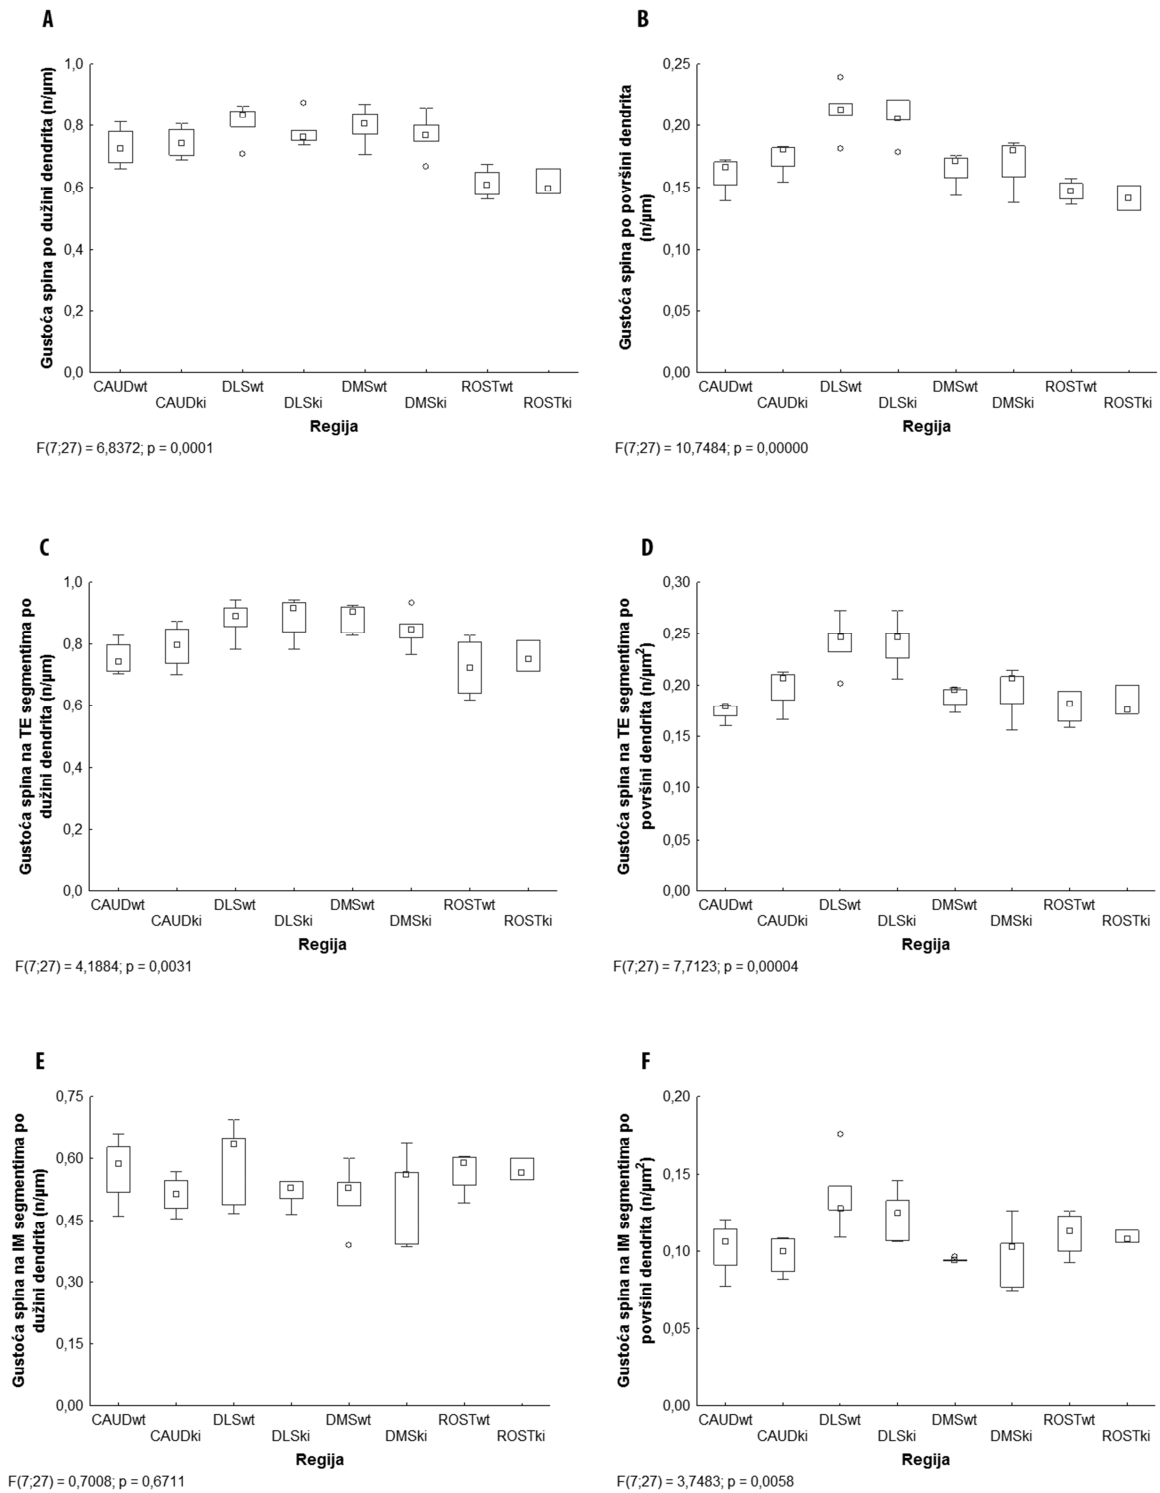 A
Gustoća spina po dužini dendrita (n/µm)
1,0
0,8
0,6
0,4
0,2
0,0
CAUDwt
CAUDki
DLSwt
DLSki
DMSwt
DMSki
ROSTwt
ROSTki
Regija
F(7;27) = 6,8372; p = 0,0001
B
Gustoća spina po površini dendrita
(n/µm)
0,25
0,20
0,15
0,10
0,05
0,00
CAUDwt
CAUDki
DLSwt
DLSki
DMSwt
DMSki
ROSTwt
ROSTki
Regija
F(7;27) = 10,7484; p = 0,00000
C
Gustoća spina na TE segmentima po
dužini dendrita (n/µm)
1,0
0,8
0,6
0,4
0,2
0,0
CAUDwt
CAUDki
DLSwt
DLSki
DMSwt
DMSki
ROSTwt
ROSTki
Regija
F(7;27) = 4,1884; p = 0,0031
D
Gustoća spina na TE segmentima po
površini dendrita (n/µm²)
0,30
0,25
0,20
0,15
0,10
0,05
0,00
CAUDwt
CAUDki
DLSwt
DLSki
DMSwt
DMSki
ROSTwt
ROSTki
Regija
F(7;27) = 7,7123; p = 0,00004
E
Gustoća spina na IM segmentima po
dužini dendrita (n/µm)
0,75
0,60
0,45
0,30
0,15
0,00
CAUDwt
CAUDki
DLSwt
DLSki
DMSwt
DMSki
ROSTwt
ROSTki
Regija
F(7;27) = 0,7008; p = 0,6711
F
Gustoća spina na IM segmentima po
površini dendrita (n/µm²)
0,20
0,15
0,10
0,05
0,00
CAUDwt
CAUDki
DLSwt
DLSki
DMSwt
DMSki
ROSTwt
ROSTki
Regija
F(7;27) = 3,7483; p = 0,0058